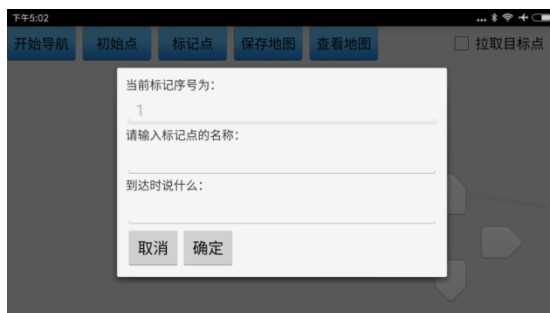 下午5:02 ...
开始导航 初始点 标记点 保存地图 查看地图 拉取目标点
当前标记序号为：
1
请输入标记点的名称：
到达时说什么：
取消 确定